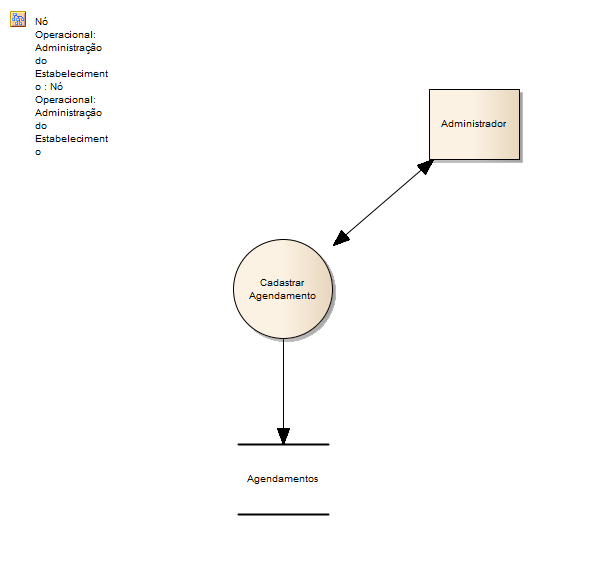 Nó
Operacional:
Administração
do
Estabeleciment
o : Nó
Operacional:
Administração
do
Estabeleciment
o
Administrador
Cadastrar
Agendamento
Agendamentos